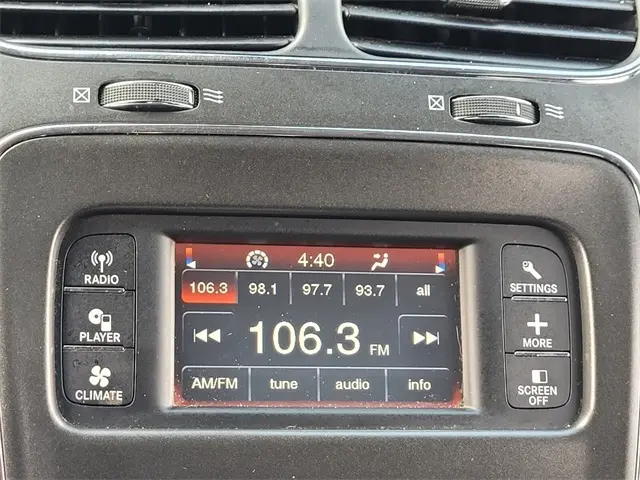 RADIO
PLAYER
CLIMATE
4:40
106.3 98.1 97.7 93.7 all
106.3 FM
AM/FM tune audio info
SETTINGS
MORE
SCREEN
OFF